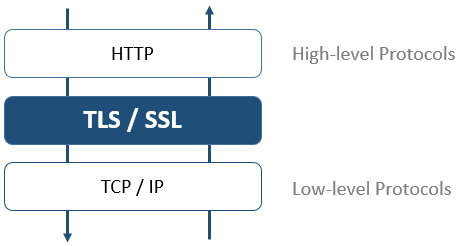 HTTP
High-level Protocols
TLS / SSL
TCP / IP
Low-level Protocols